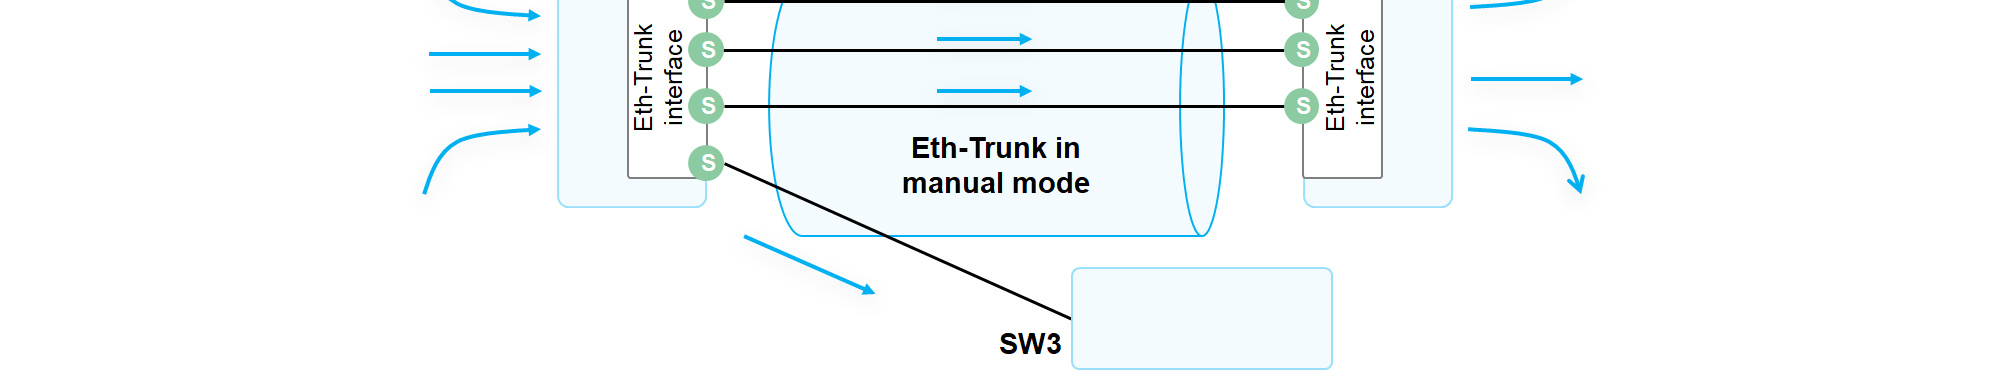 S
S
S
S
Eth-Trunk
interface
Eth-Trunk in
manual mode
S
S
S
Eth-Trunk
interface
SW3